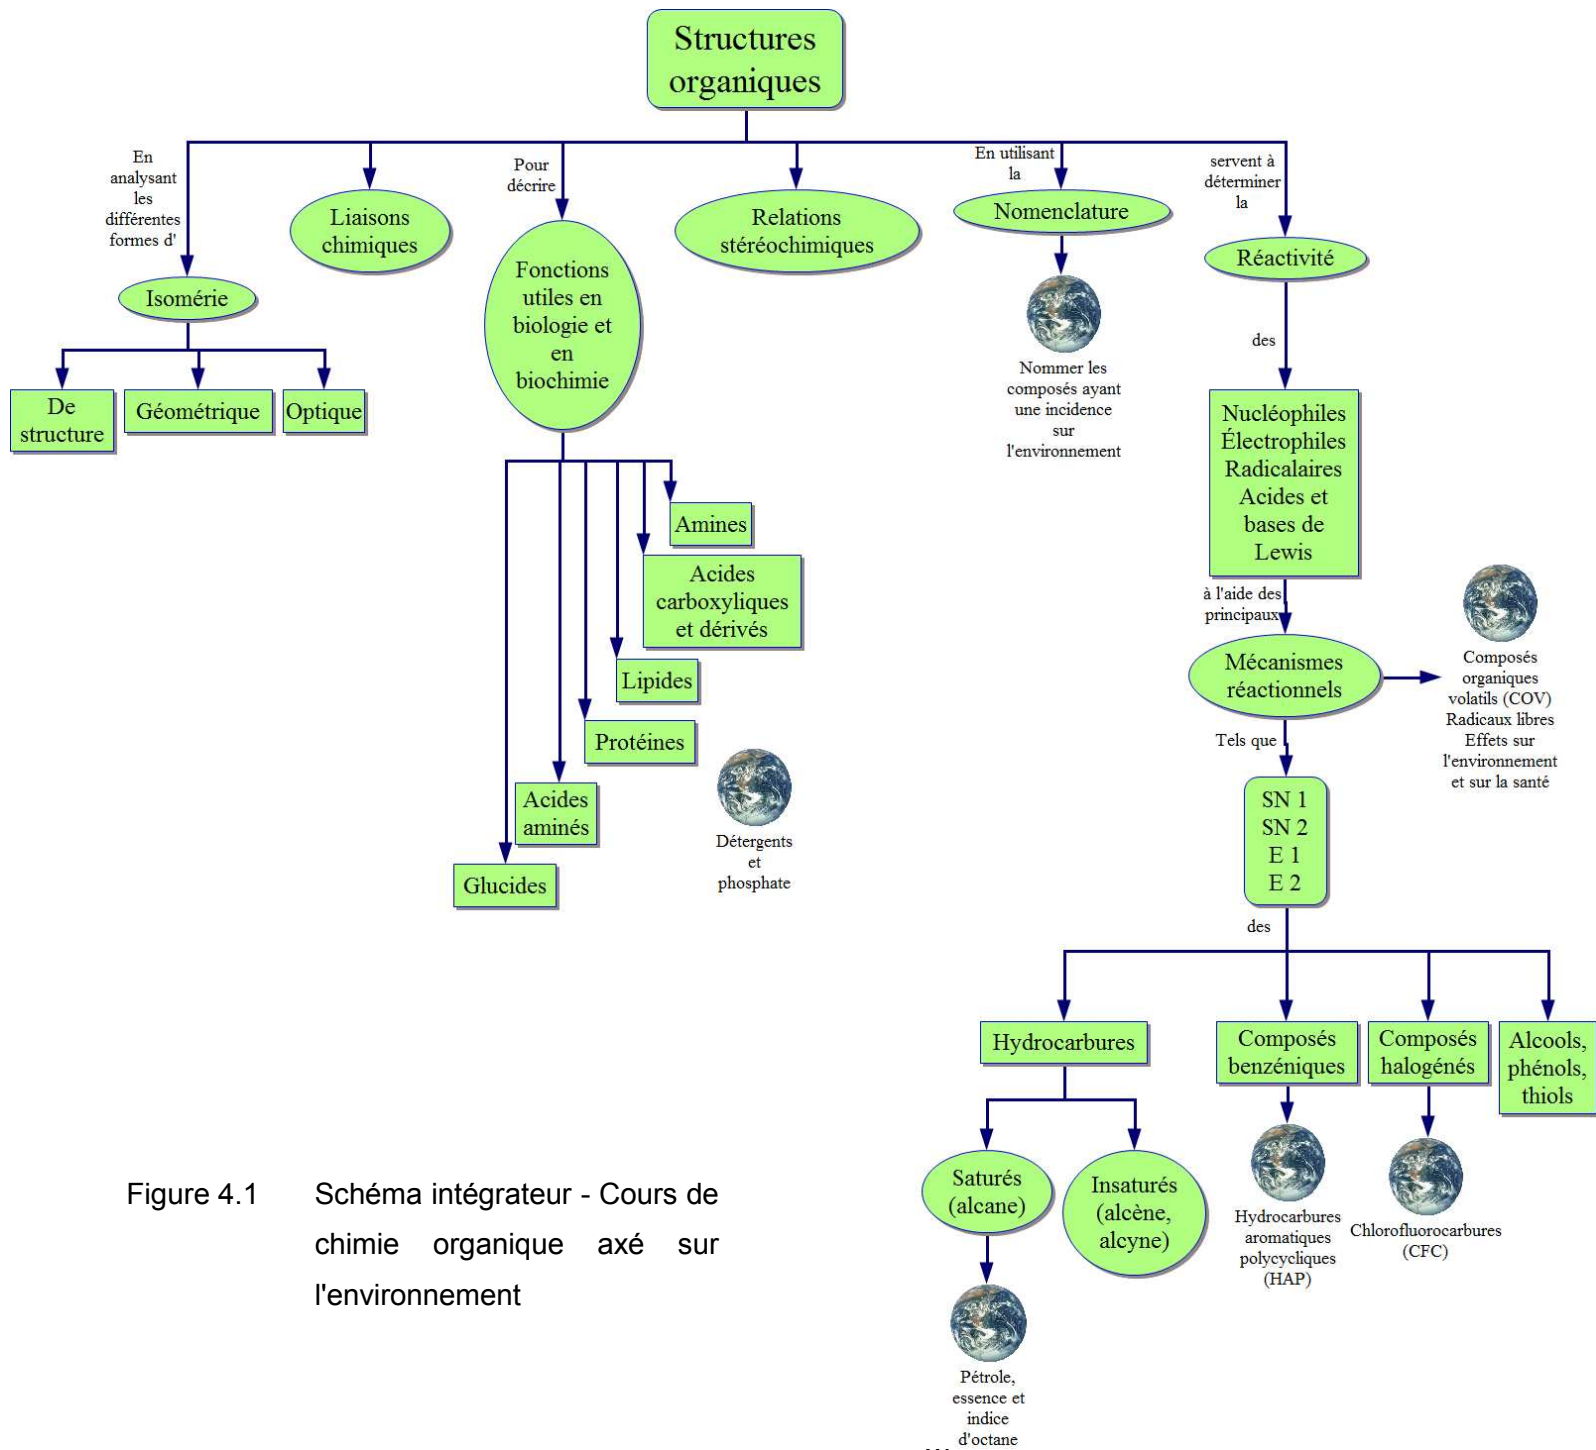 Structures
organiques
En
analysant
les
différentes
formes d'
Isomérie
De
structure
Géométrique
Optique
Liaisons
chimiques
Pour
décrire
Fonctions
utiles en
biologie et
en
biochimie
Amines
Acides
carboxyliques
et dérivés
Lipides
Protéines
Acides
aminés
Glucides
Détergents
et
phosphate
Relations
stéréochimiques
En utilisant
la
Nomenclature
Nommer les
composés ayant
une incidence
sur
l'environnement
servent à
déterminer
la
Réactivité
des
Nucléophiles
Électrophiles
Radicalaires
Acides et
bases de
Lewis
à l'aide des
principaux
Mécanismes
réactionnels
Composés
organiques
volatils (COV)
Radicaux libres
Effets sur
l'environnement
et sur la santé
Tels que
SN 1
SN 2
E 1
E 2
des
Hydrocarbures
Saturés
(alcane)
Pétrole,
essence et
indice
d'octane
...
Insaturés
(alcène,
alcyne)
Composés
benzéniques
Hydrocarbures
aromatiques
polycycliques
(HAP)
Composés
halogénés
Chlorofluorocarbures
(CFC)
Alcools,
phénols,
thiols
Figure 4.1 Schéma intégrateur - Cours de
chimie organique axé sur
l'environnement